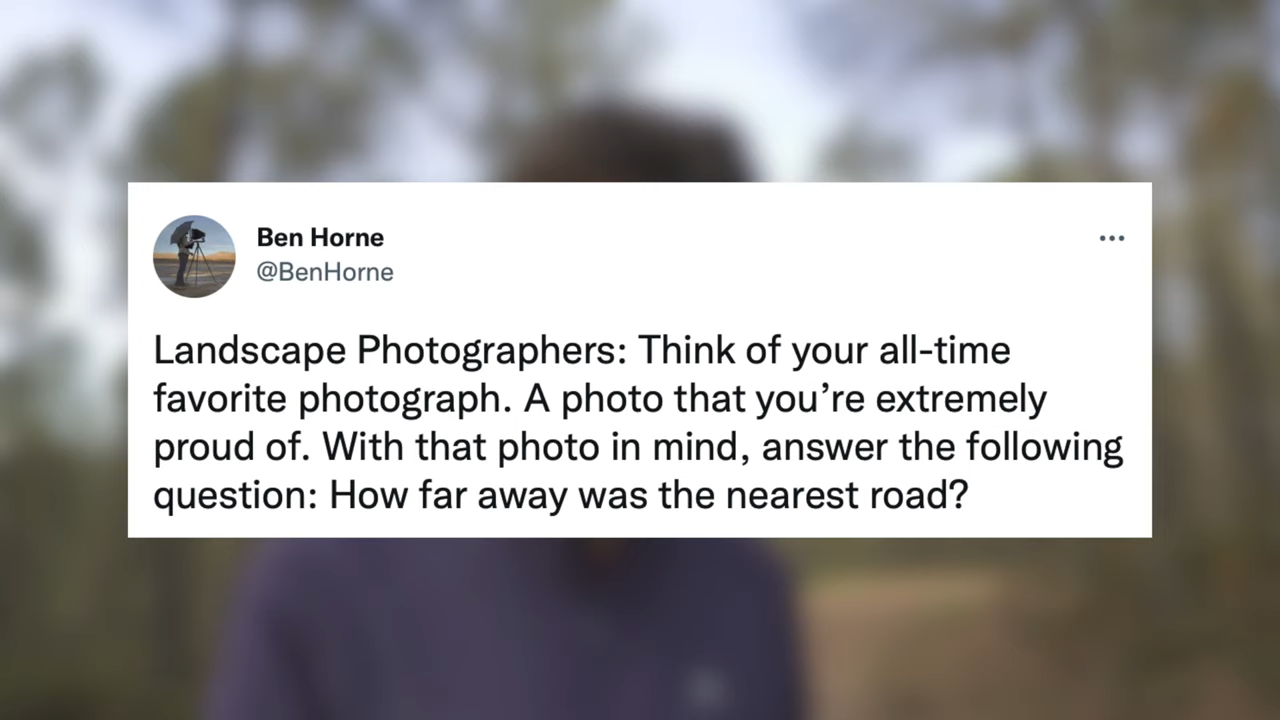 Ben Horne
@BenHorne
Landscape Photographers: Think of your all-time
favorite photograph. A photo that you’re extremely
proud of. With that photo in mind, answer the following
question: How far away was the nearest road?